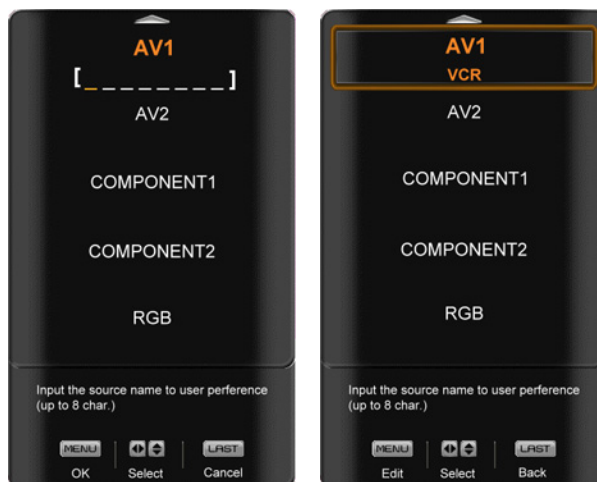 AV1
[_ _ _ _ _ _ _ _]
AV2
COMPONENT1
COMPONENT2
RGB
Input the source name to user perference
(up to 8 char.)
MENU LAST
OK Select Cancel
AV1
VCR
AV2
COMPONENT1
COMPONENT2
RGB
Input the source name to user perference
(up to 8 char.)
MENU LAST
Edit Select Back